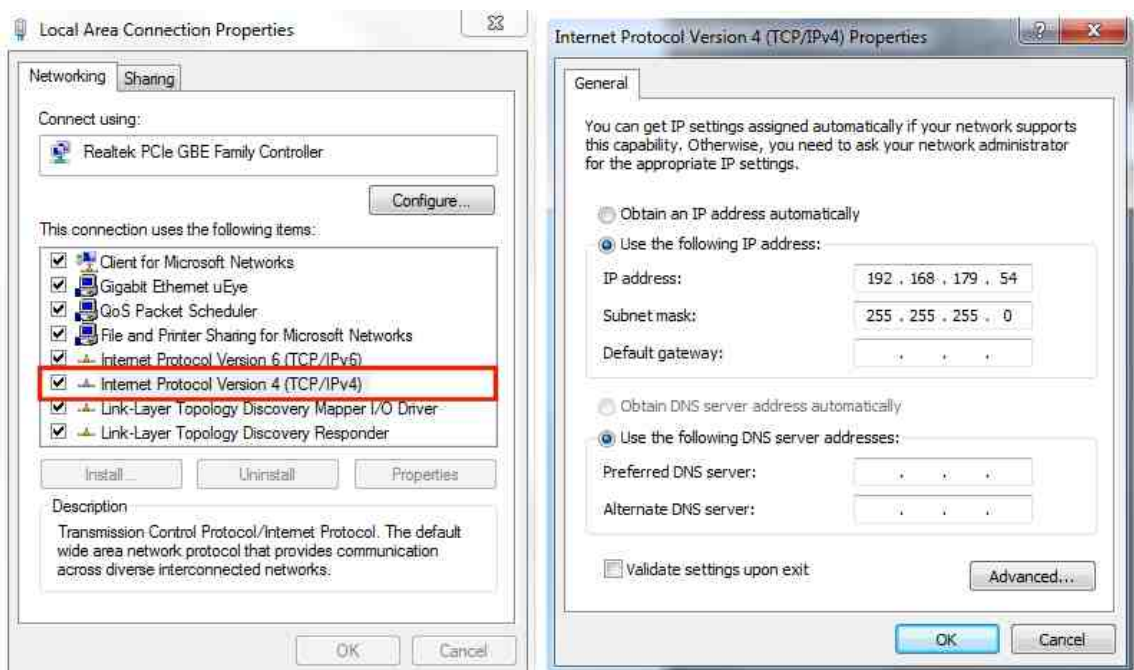 Local Area Connection Properties
Networking
Sharing
Connect using:
Realtek PCIe GBE Family Controller
Configure...
This connection uses the following items:
Client for Microsoft Networks
Gigabit Ethernet uEye
QoS Packet Scheduler
File and Printer Sharing for Microsoft Networks
Internet Protocol Version 6 (TCP/IPv6)
Internet Protocol Version 4 (TCP/IPv4)
Link-Layer Topology Discovery Mapper I/O Driver
Link-Layer Topology Discovery Responder
Install...
Uninstall
Properties
Description
Transmission Control Protocol/Internet Protocol. The default
wide area network protocol that provides communication
across diverse interconnected networks.
OK
Cancel
Internet Protocol Version 4 (TCP/IPv4) Properties
General
You can get IP settings assigned automatically if your network supports
this capability. Otherwise, you need to ask your network administrator
for the appropriate IP settings.
Obtain an IP address automatically
Use the following IP address:
IP address: 192 . 168 . 179 . 54
Subnet mask: 255 . 255 . 255 . 0
Default gateway: . . .
Obtain DNS server address automatically
Use the following DNS server addresses:
Preferred DNS server: . . .
Alternate DNS server: . . .
Validate settings upon exit
Advanced...
OK
Cancel